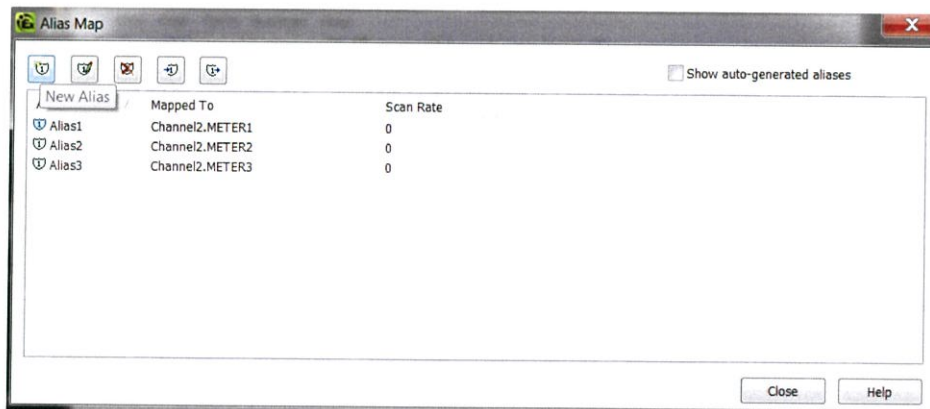 Alias Map
X
Show auto-generated aliases
New Alias
Mapped To
Scan Rate
Alias1 Channel2.METER1 0
Alias2 Channel2.METER2 0
Alias3 Channel2.METER3 0
Close Help